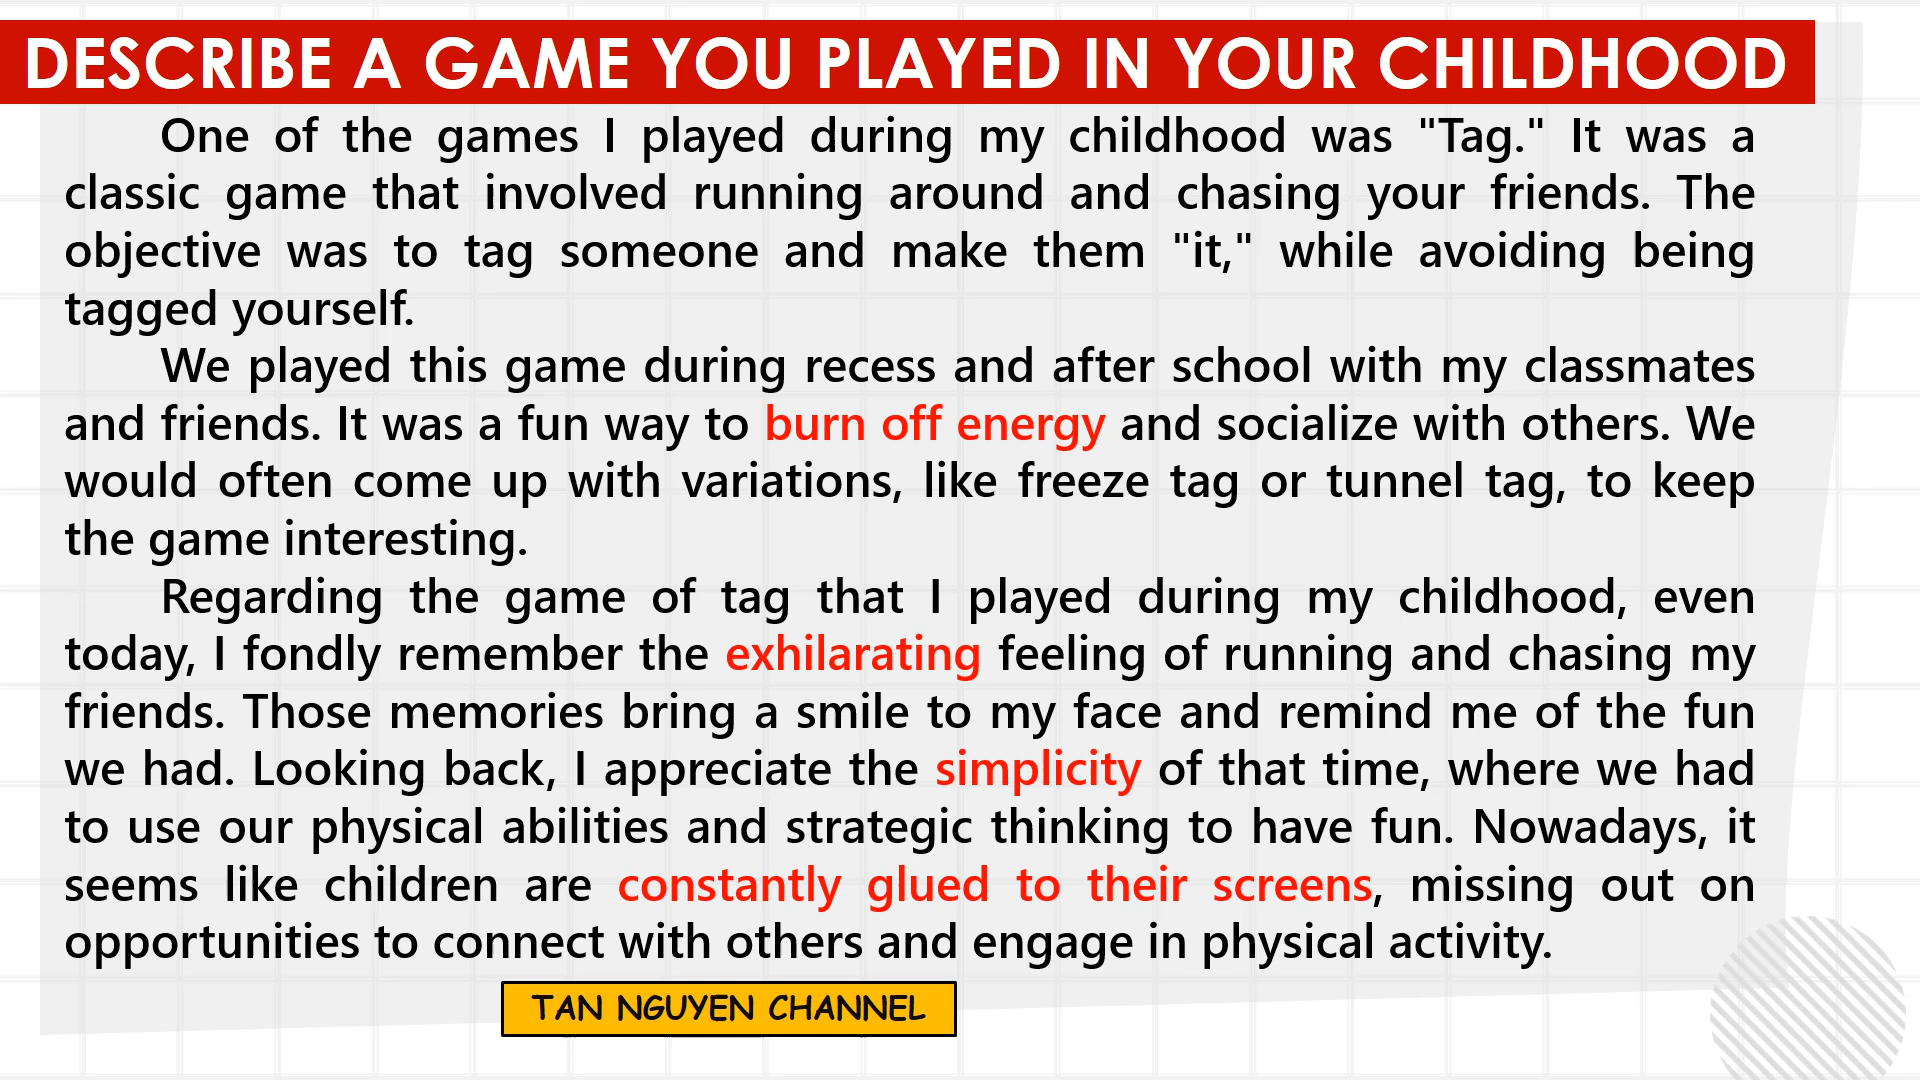 DESCRIBE A GAME YOU PLAYED IN YOUR CHILDHOOD
One of the games I played during my childhood was "Tag." It was a
classic game that involved running around and chasing your friends. The
objective was to tag someone and make them "it," while avoiding being
tagged yourself.
We played this game during recess and after school with my classmates
and friends. It was a fun way to burn off energy and socialize with others. We
would often come up with variations, like freeze tag or tunnel tag, to keep
the game interesting.
Regarding the game of tag that I played during my childhood, even
today, I fondly remember the exhilarating feeling of running and chasing my
friends. Those memories bring a smile to my face and remind me of the fun
we had. Looking back, I appreciate the simplicity of that time, where we had
to use our physical abilities and strategic thinking to have fun. Nowadays, it
seems like children are constantly glued to their screens, missing out on
opportunities to connect with others and engage in physical activity.
TAN NGUYEN CHANNEL